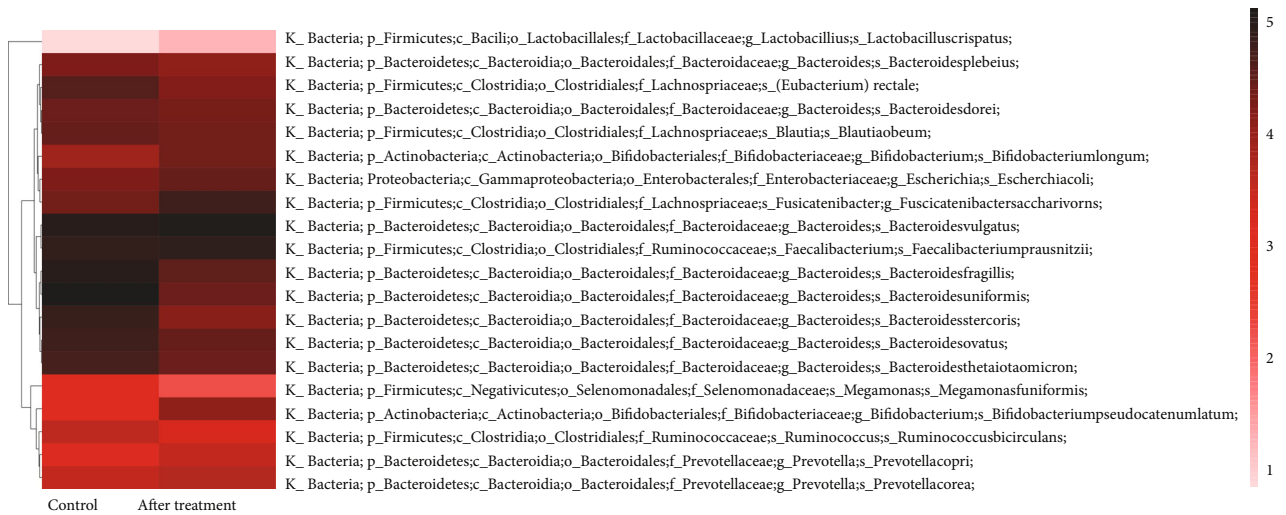 K_ Bacteria; p_Firmicutes;c_Bacili;o_Lactobacillales;f_Lactobacillaceae;g_Lactobacillius;s_Lactobacilluscrispatus;
K_ Bacteria; p_Bacteroidetes;c_Bacteroidia;o_Bacteroidales;f_Bacteroidaceae;g_Bacteroides;s_Bacteroidesplebeius;
K_ Bacteria; p_Firmicutes;c_Clostridia;o_Clostridiales;f_Lachnospriaceae;s_(Eubacterium) rectale;
K_ Bacteria; p_Bacteroidetes;c_Bacteroidia;o_Bacteroidales;f_Bacteroidaceae;g_Bacteroides;s_Bacteroidesdorei;
K_ Bacteria; p_Firmicutes;c_Clostridia;o_Clostridiales;f_Lachnospriaceae;s_Blautia;s_Blautiaobeum;
K_ Bacteria; p_Actinobacteria;c_Actinobacteria;o_Bifidobacteriales;f_Bifidobacteriaceae;g_Bifidobacterium;s_Bifidobacteriumlongum;
K_ Bacteria; Proteobacteria;c_Gammaproteobacteria;o_Enterobacterales;f_Enterobacteriaceae;g_Escherichia;s_Escherchiacoli;
K_ Bacteria; p_Firmicutes;c_Clostridia;o_Clostridiales;f_Lachnospriaceae;s_Fusicatenibacter;g_Fuscicatenibactersaccharivorns;
K_ Bacteria; p_Bacteroidetes;c_Bacteroidia;o_Bacteroidales;f_Bacteroidaceae;g_Bacteroides;s_Bacteroidesvulgatus;
K_ Bacteria; p_Firmicutes;c_Clostridia;o_Clostridiales;f_Ruminococcaceae;s_Faecalibacterium;s_Faecalibacteriumprausnitzii;
K_ Bacteria; p_Bacteroidetes;c_Bacteroidia;o_Bacteroidales;f_Bacteroidaceae;g_Bacteroides;s_Bacteroidesfragillis;
K_ Bacteria; p_Bacteroidetes;c_Bacteroidia;o_Bacteroidales;f_Bacteroidaceae;g_Bacteroides;s_Bacteroidesuniformis;
K_ Bacteria; p_Bacteroidetes;c_Bacteroidia;o_Bacteroidales;f_Bacteroidaceae;g_Bacteroides;s_Bacteroidesstercoris;
K_ Bacteria; p_Bacteroidetes;c_Bacteroidia;o_Bacteroidales;f_Bacteroidaceae;g_Bacteroides;s_Bacteroidesovatus;
K_ Bacteria; p_Bacteroidetes;c_Bacteroidia;o_Bacteroidales;f_Bacteroidaceae;g_Bacteroides;s_Bacteroidesthetaiotaomicron;
K_ Bacteria; p_Firmicutes;c_Negativicutes;o_Selenomonadales;f_Selenomonadaceae;s_Megamonas;s_Megamonasfuniformis;
K_ Bacteria; p_Actinobacteria;c_Actinobacteria;o_Bifidobacteriales;f_Bifidobacteriaceae;g_Bifidobacterium;s_Bifidobacteriumpseudocatenumlatum;
K_ Bacteria; p_Firmicutes;c_Clostridia;o_Clostridiales;f_Ruminococcaceae;s_Ruminococcus;s_Ruminococcusbicirculans;
K_ Bacteria; p_Bacteroidetes;c_Bacteroidia;o_Bacteroidales;f_Prevotellaceae;g_Prevotella;s_Prevotellacopri;
K_ Bacteria; p_Bacteroidetes;c_Bacteroidia;o_Bacteroidales;f_Prevotellaceae;g_Prevotella;s_Prevotellacorea;
Control After treatment
5
4
3
2
1